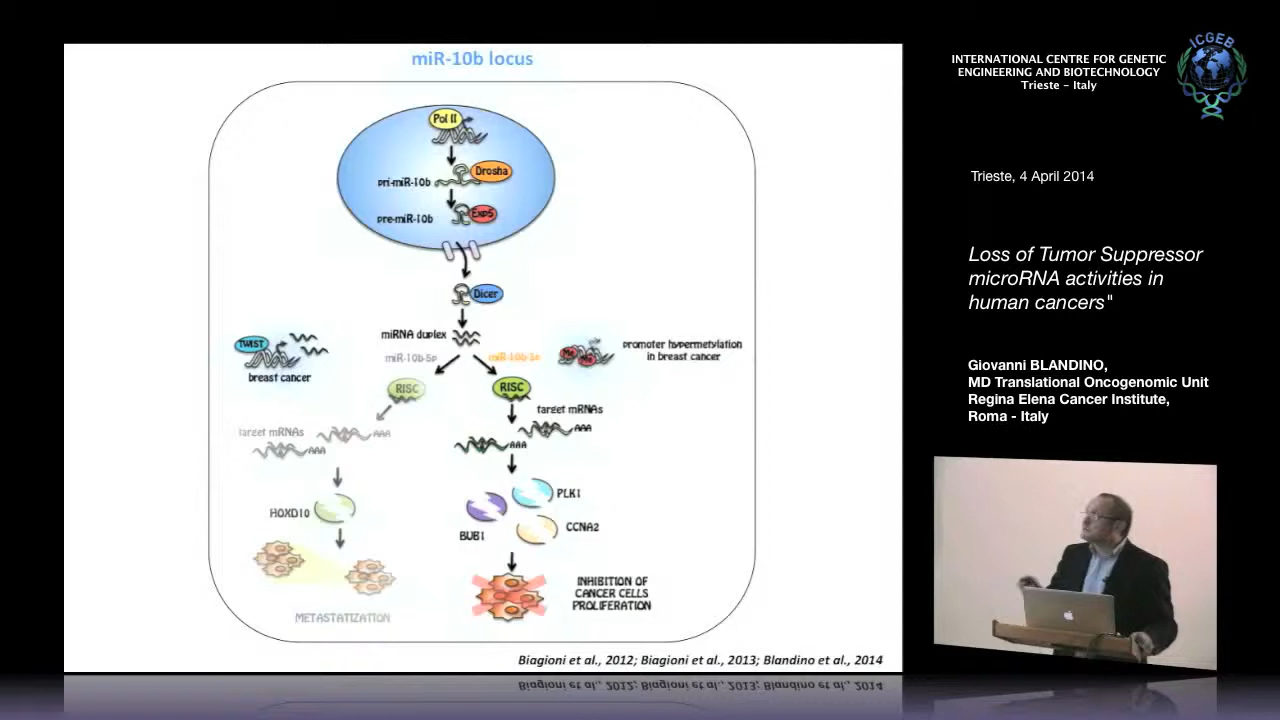 miR-10b locus
Pol II
pri-miR-10b
Drosha
pre-miR-10b
Exp5
Dicer
miRNA duplex
miR-10b-5p
miR-10b-3p
TWIST
breast cancer
Me
Me
promoter hypermetylation
in breast cancer
RISC
RISC
target mRNAs
AAA
AAA
target mRNAs
AAA
AAA
HOXD10
METASTATIZATION
PLK1
BUB1
CCNA2
INHIBITION OF
CANCER CELLS
PROLIFERATION
Biagioni et al., 2012; Biagioni et al., 2013; Blandino et al., 2014
INTERNATIONAL CENTRE FOR GENETIC
ENGINEERING AND BIOTECHNOLOGY
Trieste - Italy
ICGEB
Trieste, 4 April 2014
Loss of Tumor Suppressor
microRNA activities in
human cancers"
Giovanni BLANDINO,
MD Translational Oncogenomic Unit
Regina Elena Cancer Institute,
Roma - Italy